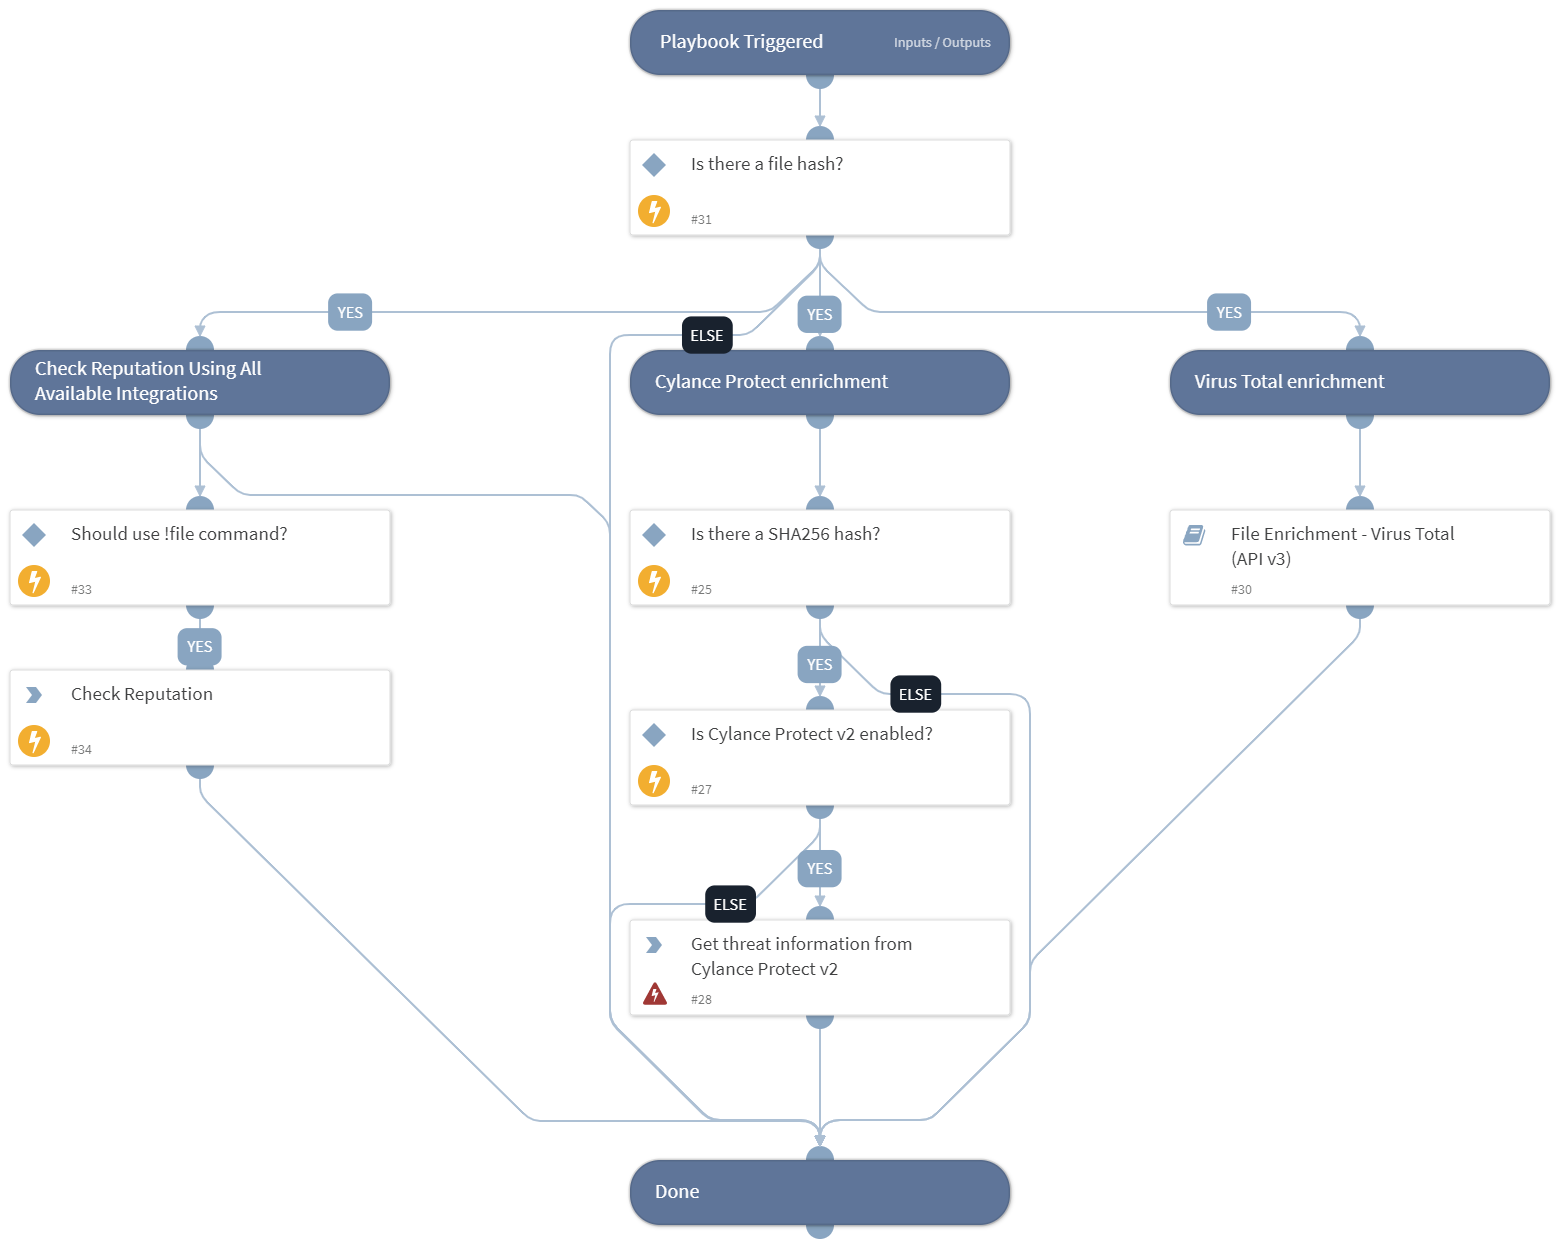 Playbook Triggered
Inputs / Outputs
Is there a file hash?
#31
YES
ELSE
YES
YES
Check Reputation Using All
Available Integrations
Cylance Protect enrichment
Virus Total enrichment
Should use !file command?
#33
Is there a SHA256 hash?
#25
File Enrichment - Virus Total
(API v3)
#30
YES
YES
ELSE
Check Reputation
#34
Is Cylance Protect v2 enabled?
#27
YES
ELSE
Get threat information from
Cylance Protect v2
#28
Done